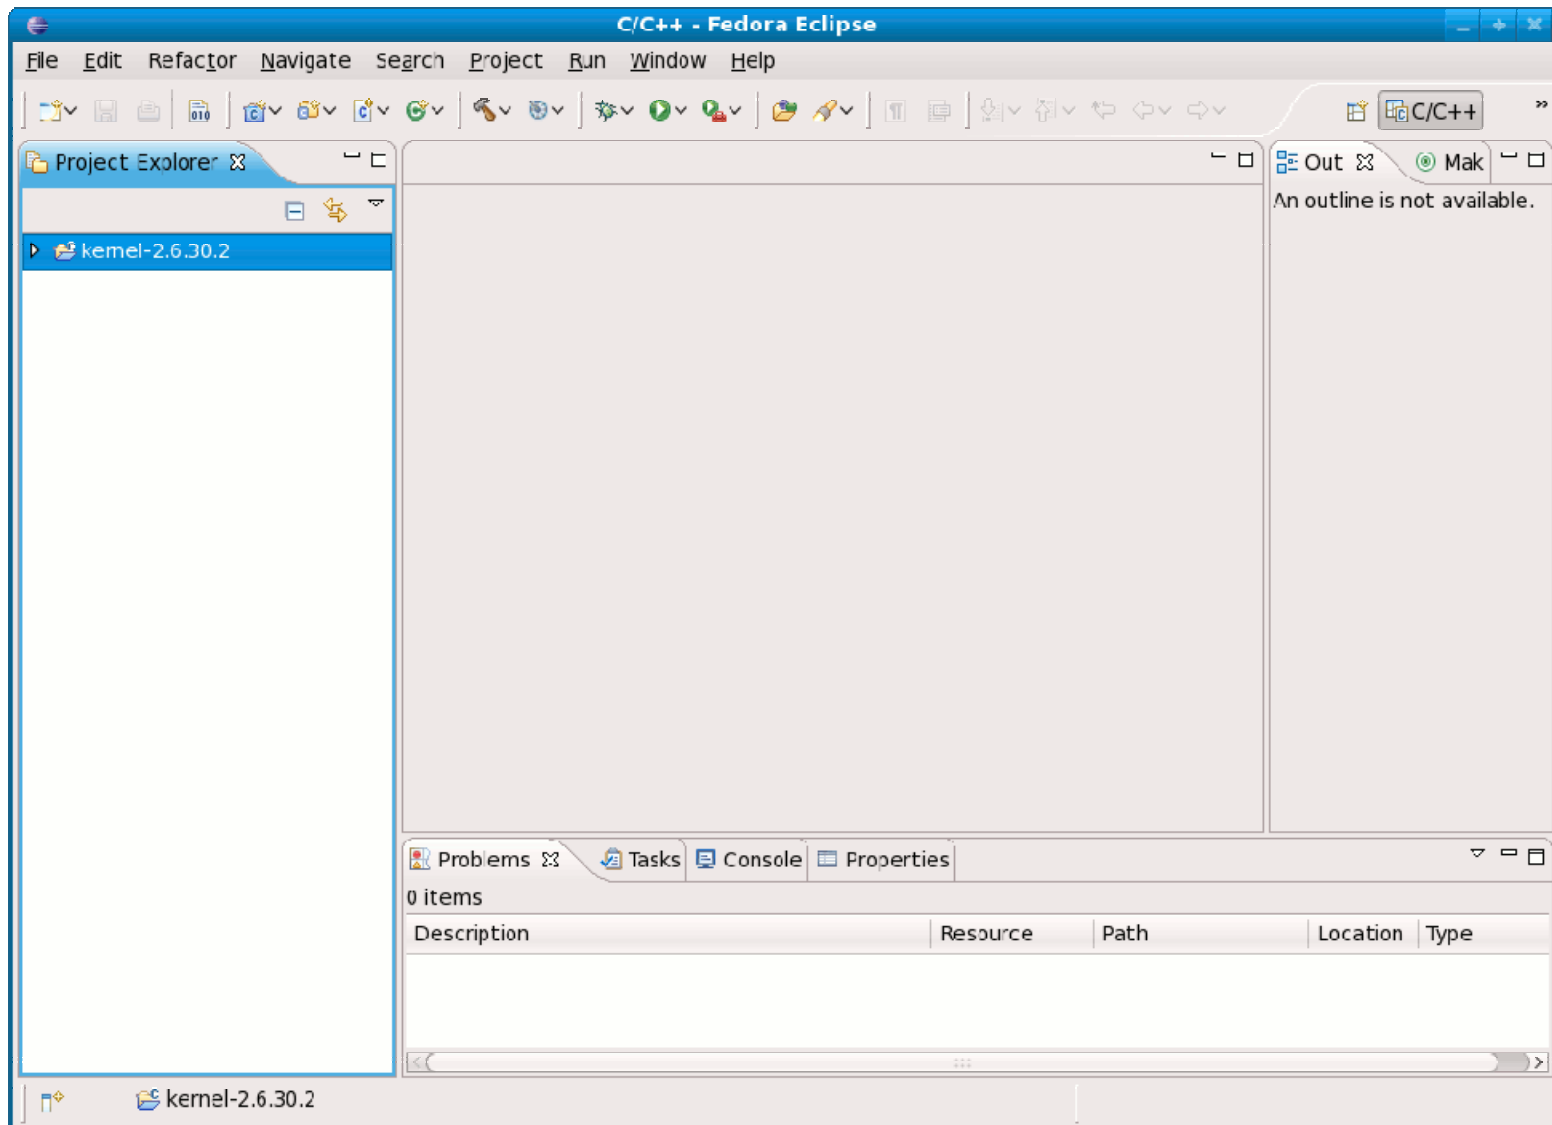 C/C++ - Fedora Eclipse
File Edit Refactor Navigate Search Project Run Window Help
C/C++
Project Explorer
Out Mak
An outline is not available.
kernel-2.6.30.2
Problems Tasks Console Properties
0 items
Description Resource Path Location Type
kernel-2.6.30.2